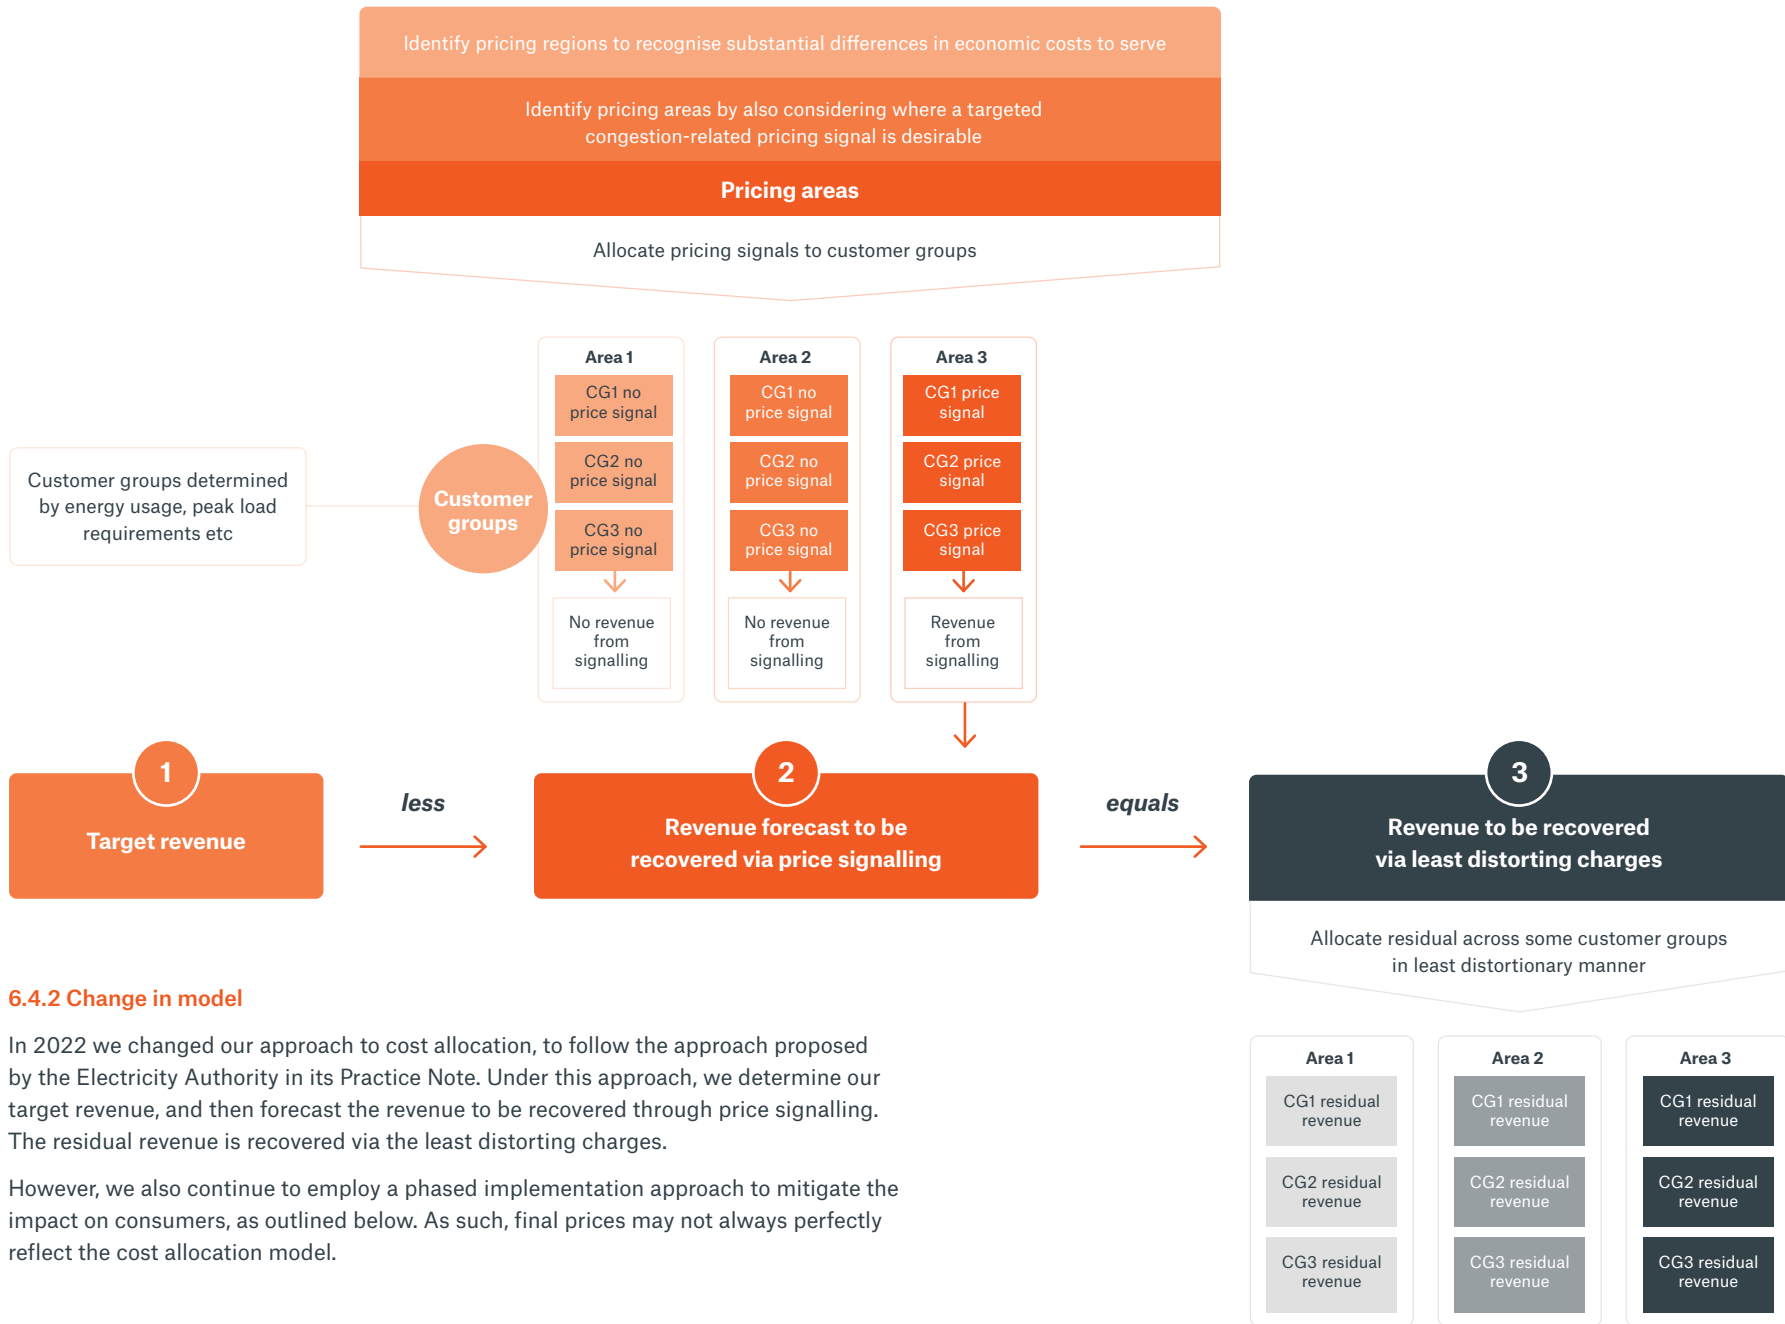 Identify pricing regions to recognise substantial differences in economic costs to serve
Identify pricing areas by also considering where a targeted
congestion-related pricing signal is desirable
Pricing areas
Allocate pricing signals to customer groups
Customer groups determined
by energy usage, peak load
requirements etc
Customer
groups
Area 1
CG1 no
price signal
CG2 no
price signal
CG3 no
price signal
No revenue
from
signalling
Area 2
CG1 no
price signal
CG2 no
price signal
CG3 no
price signal
No revenue
from
signalling
Area 3
CG1 price
signal
CG2 price
signal
CG3 price
signal
Revenue
from
signalling
1
Target revenue
less
2
Revenue forecast to be
recovered via price signalling
equals
3
Revenue to be recovered
via least distorting charges
Allocate residual across some customer groups
in least distortionary manner
Area 1
CG1 residual
revenue
CG2 residual
revenue
CG3 residual
revenue
Area 2
CG1 residual
revenue
CG2 residual
revenue
CG3 residual
revenue
Area 3
CG1 residual
revenue
CG2 residual
revenue
CG3 residual
revenue
6.4.2 Change in model
In 2022 we changed our approach to cost allocation, to follow the approach proposed
by the Electricity Authority in its Practice Note. Under this approach, we determine our
target revenue, and then forecast the revenue to be recovered through price signalling.
The residual revenue is recovered via the least distorting charges.
However, we also continue to employ a phased implementation approach to mitigate the
impact on consumers, as outlined below. As such, final prices may not always perfectly
reflect the cost allocation model.